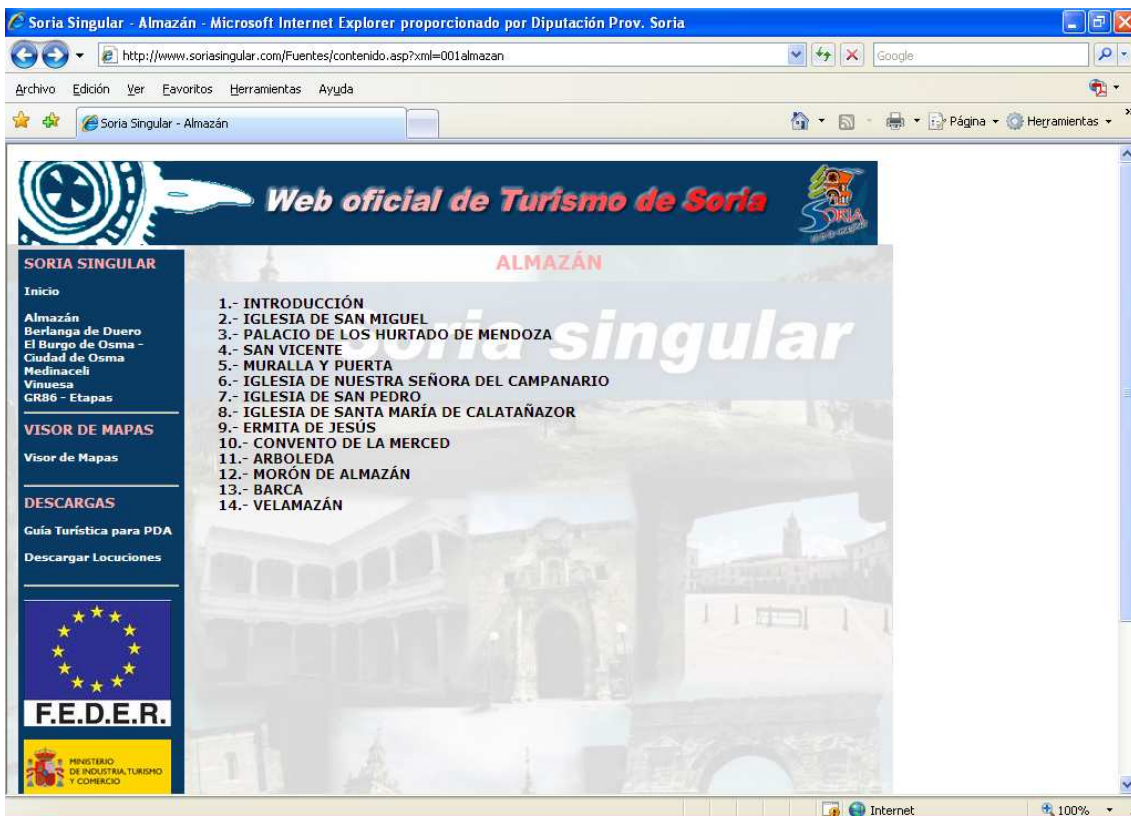 Soria Singular - Almazán - Microsoft Internet Explorer proporcionado por Diputación Prov. Soria
http://www.soriasingular.com/Fuentes/contenido.asp?xml=001almazan
Google
Archivo Edición Ver Favoritos Herramientas Ayuda
Soria Singular - Almazán
Página Herramientas
Web oficial de Turismo de Soria
SORIA
SORIA SINGULAR
Inicio
Almazán
Berlanga de Duero
El Burgo de Osma -
Ciudad de Osma
Medinaceli
Vinuesa
GR86 - Etapas
VISOR DE MAPAS
Visor de Mapas
DESCARGAS
Guía Turística para PDA
Descargar Locuciones
F.E.D.E.R.
MINISTERIO
DE INDUSTRIA, TURISMO
Y COMERCIO
ALMAZÁN
Soria singular
1.- INTRODUCCIÓN
2.- IGLESIA DE SAN MIGUEL
3.- PALACIO DE LOS HURTADO DE MENDOZA
4.- SAN VICENTE
5.- MURALLA Y PUERTA
6.- IGLESIA DE NUESTRA SEÑORA DEL CAMPANARIO
7.- IGLESIA DE SAN PEDRO
8.- IGLESIA DE SANTA MARÍA DE CALATAÑAZOR
9.- ERMITA DE JESÚS
10.- CONVENTO DE LA MERCED
11.- ARBOLEDA
12.- MORÓN DE ALMAZÁN
13.- BARCA
14.- VELAMAZÁN
Internet
100%